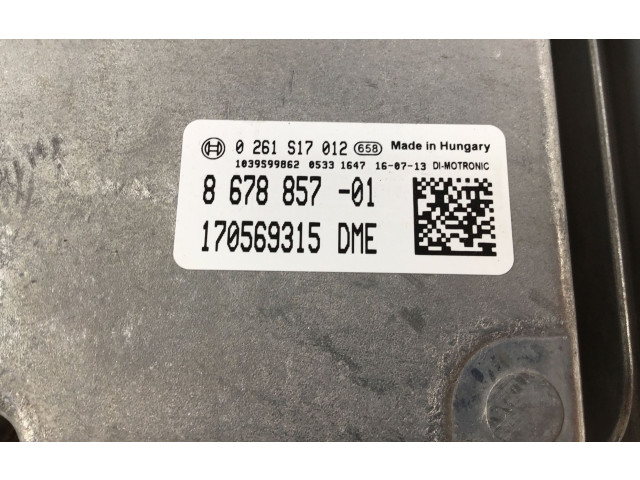 0 261 S17 012 658 Made in Hungary
1039S99862 0533 1647 16-07-13 DI-MOTRONIC
8 678 857 -01
170569315 DME